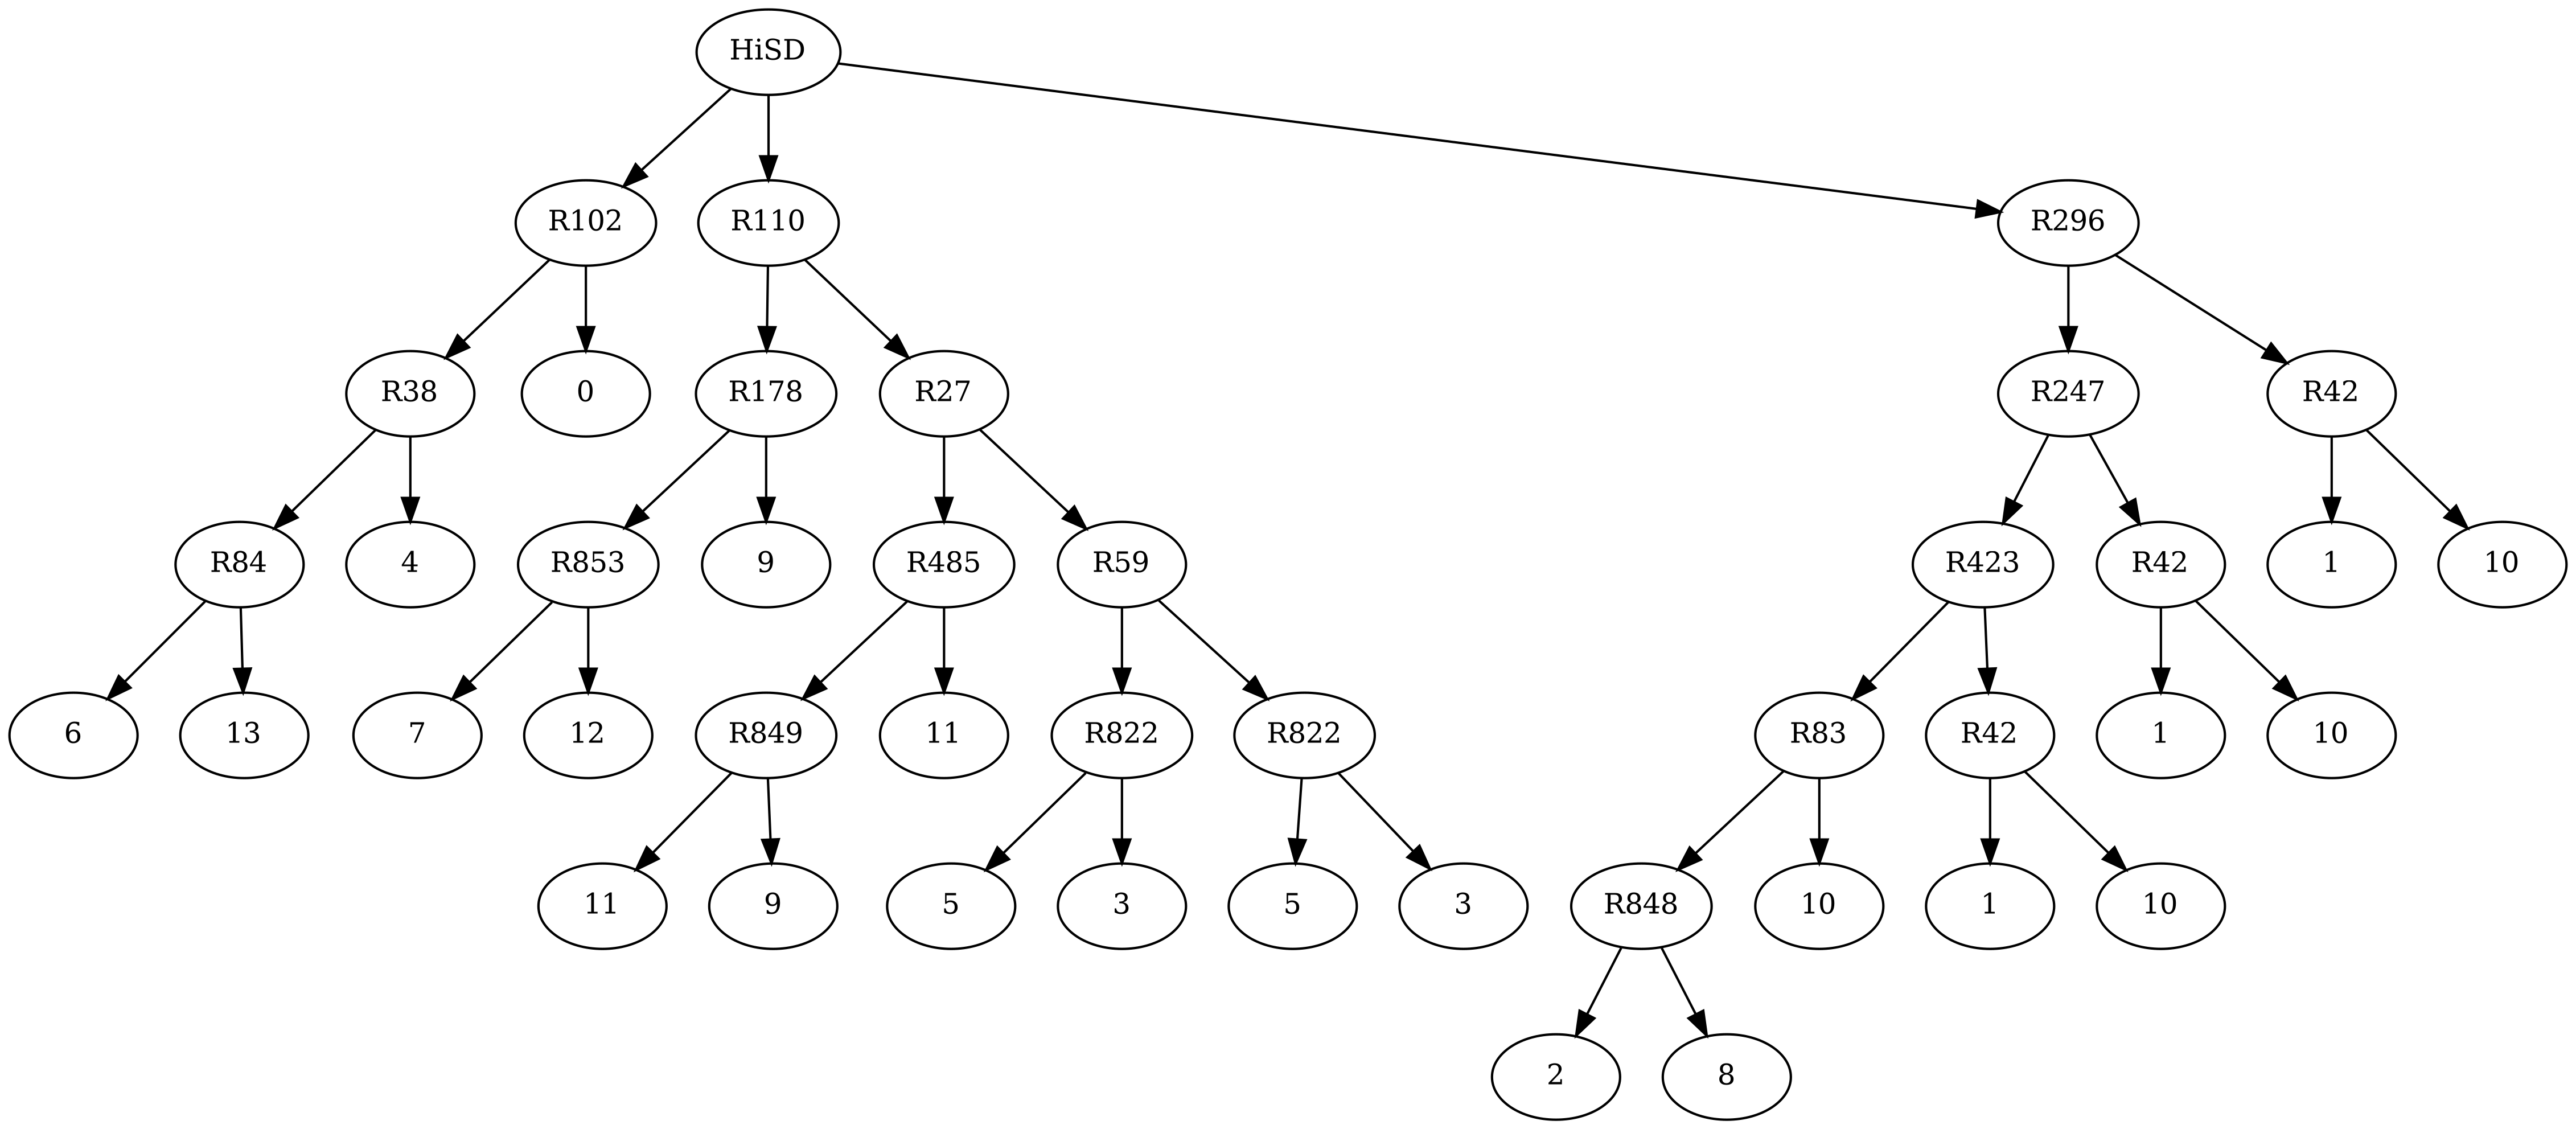 HiSD
R102 R110 R296
R38 0 R178 R27 R247 R42
R84 4 R853 9 R485 R59 R423 R42 1 10
6 13 7 12 R849 11 R822 R822 R83 R42 1 10
11 9 5 3 5 3 R848 10 1 10
2 8